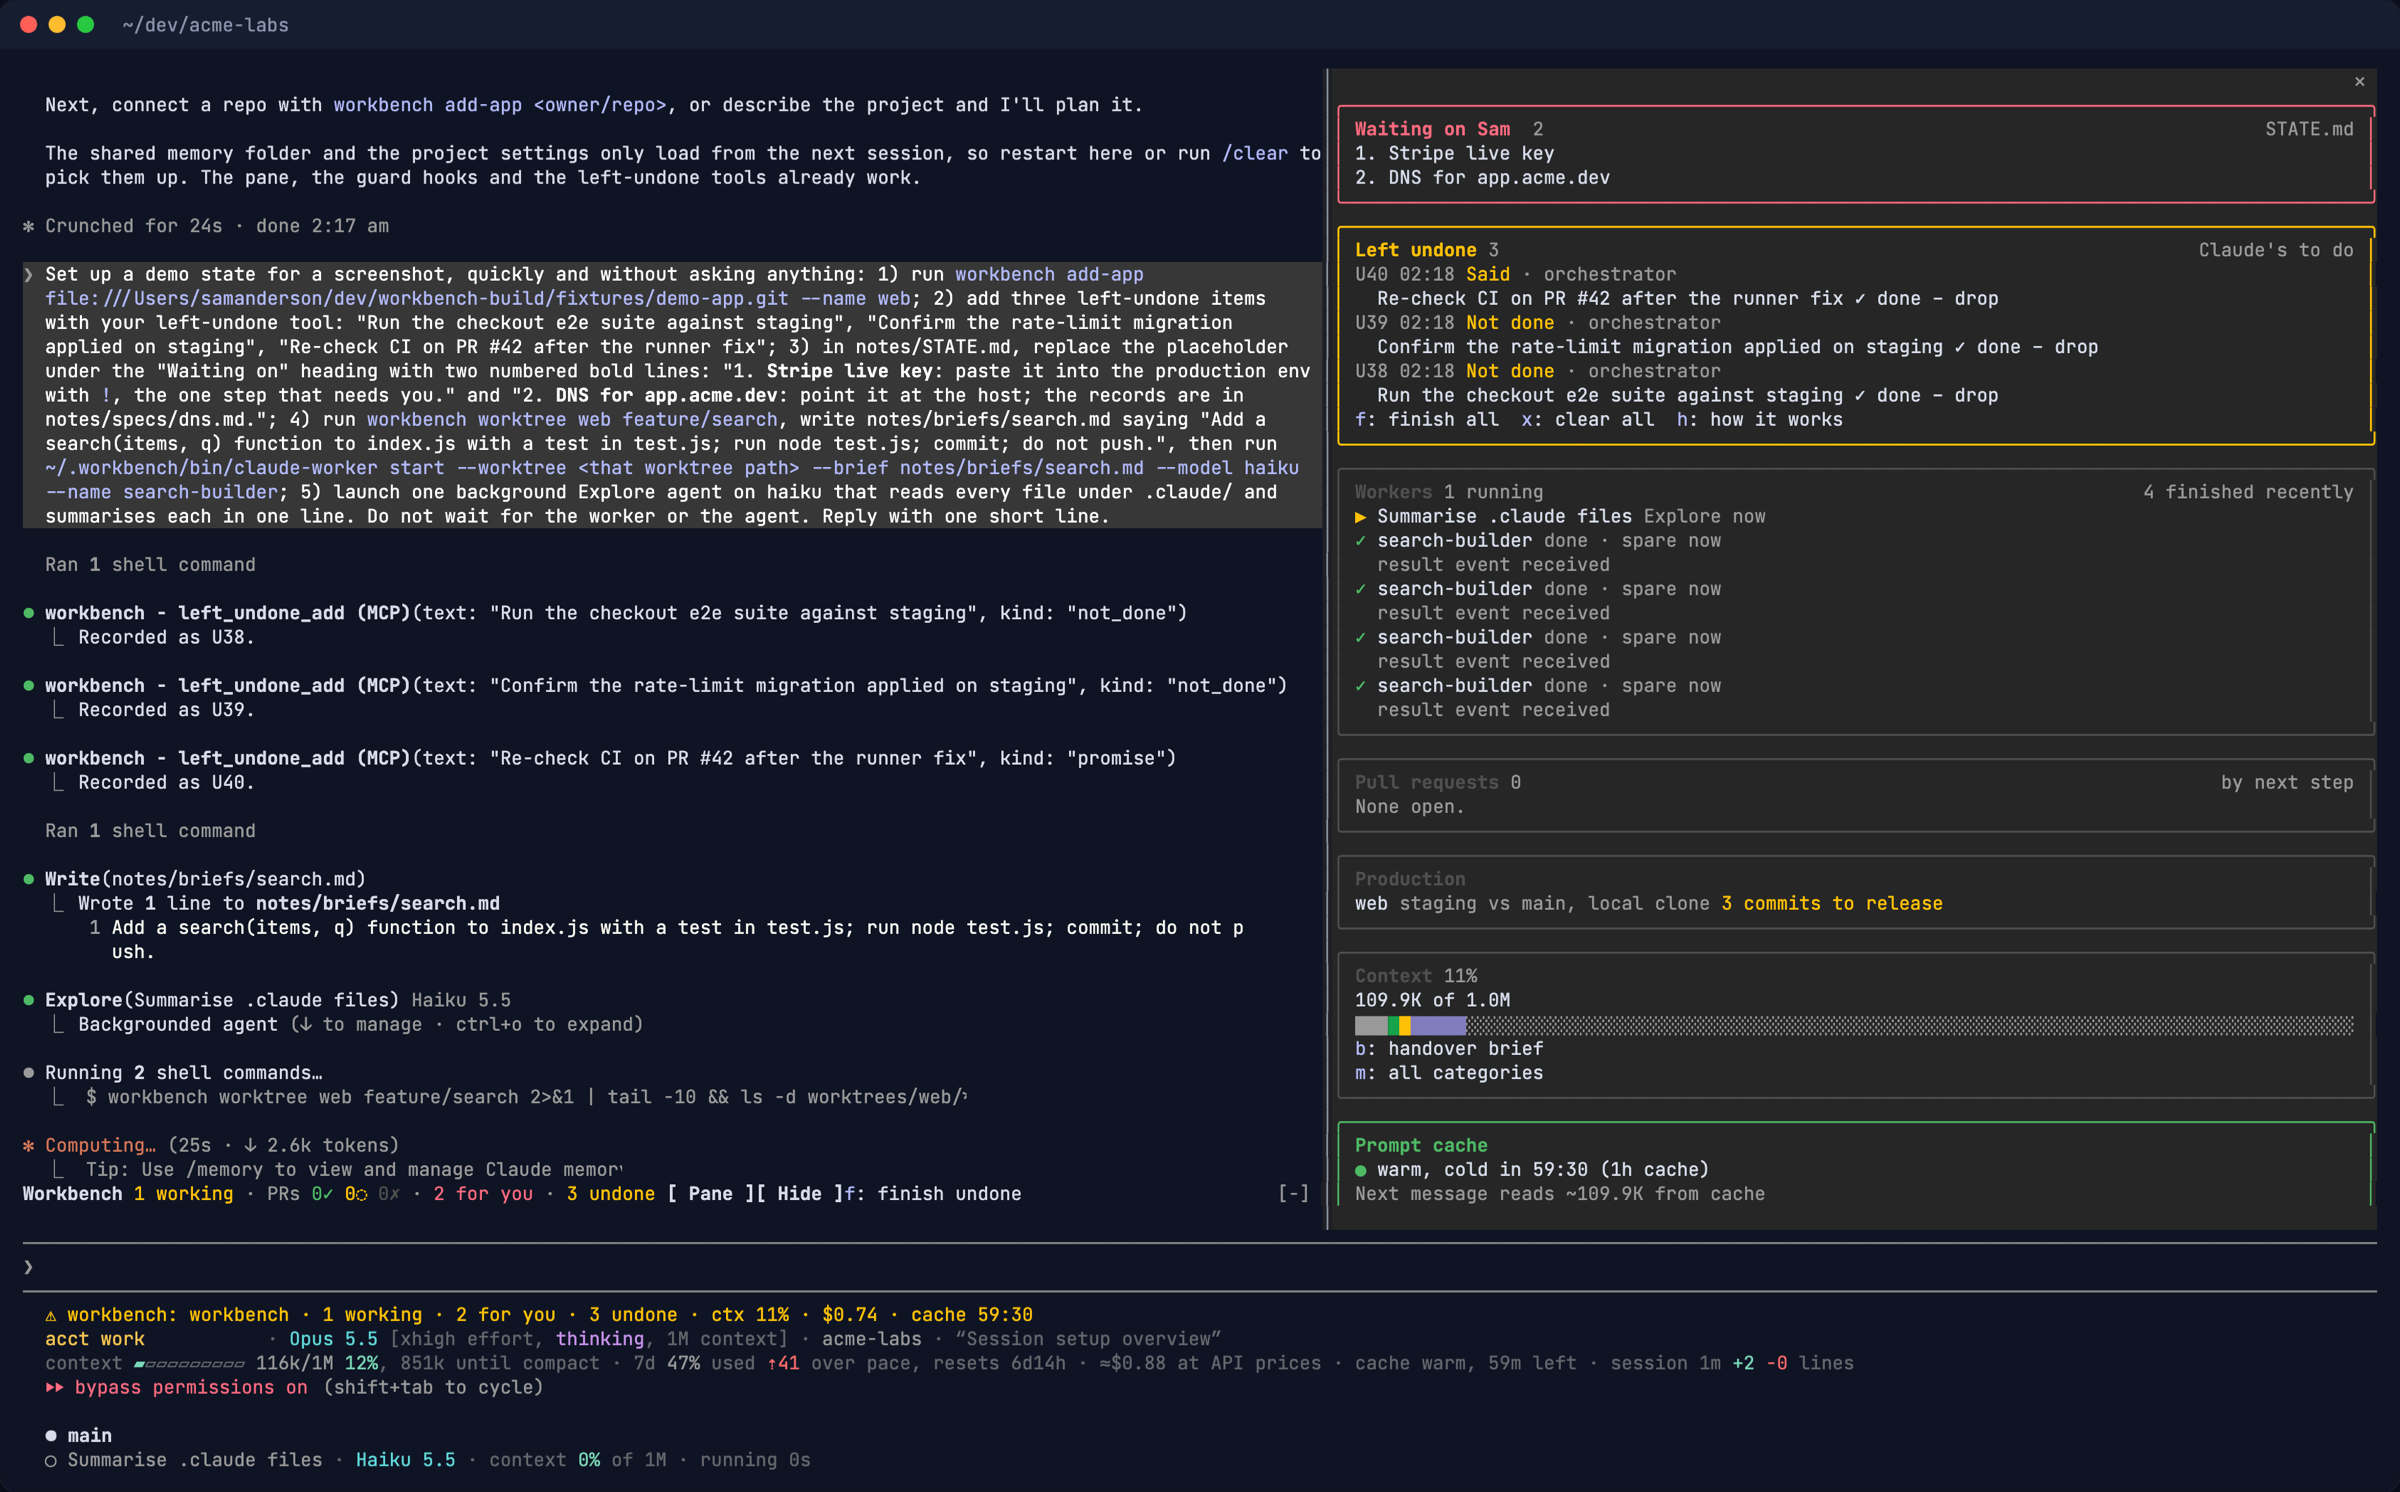 ~/dev/acme-labs
Next, connect a repo with workbench add-app <owner/repo>, or describe the project and I'll plan it.
The shared memory folder and the project settings only load from the next session, so restart here or run /clear to
pick them up. The pane, the guard hooks and the left-undone tools already work.
✻ Crunched for 24s · done 2:17 am
❯ Set up a demo state for a screenshot, quickly and without asking anything: 1) run workbench add-app
file:///Users/samanderson/dev/workbench-build/fixtures/demo-app.git --name web; 2) add three left-undone items
with your left-undone tool: "Run the checkout e2e suite against staging", "Confirm the rate-limit migration
applied on staging", "Re-check CI on PR #42 after the runner fix"; 3) in notes/STATE.md, replace the placeholder
under the "Waiting on" heading with two numbered bold lines: "1. Stripe live key: paste it into the production env
with !, the one step that needs you." and "2. DNS for app.acme.dev: point it at the host; the records are in
notes/specs/dns.md."; 4) run workbench worktree web feature/search, write notes/briefs/search.md saying "Add a
search(items, q) function to index.js with a test in test.js; run node test.js; commit; do not push.", then run
~/.workbench/bin/claude-worker start --worktree <that worktree path> --brief notes/briefs/search.md --model haiku
--name search-builder; 5) launch one background Explore agent on haiku that reads every file under .claude/ and
summarises each in one line. Do not wait for the worker or the agent. Reply with one short line.
Ran 1 shell command
● workbench - left_undone_add (MCP)(text: "Run the checkout e2e suite against staging", kind: "not_done")
⎿ Recorded as U38.
● workbench - left_undone_add (MCP)(text: "Confirm the rate-limit migration applied on staging", kind: "not_done")
⎿ Recorded as U39.
● workbench - left_undone_add (MCP)(text: "Re-check CI on PR #42 after the runner fix", kind: "promise")
⎿ Recorded as U40.
Ran 1 shell command
● Write(notes/briefs/search.md)
⎿ Wrote 1 line to notes/briefs/search.md
1 Add a search(items, q) function to index.js with a test in test.js; run node test.js; commit; do not p
ush.
● Explore(Summarise .claude files) Haiku 5.5
⎿ Backgrounded agent (↓ to manage · ctrl+o to expand)
● Running 2 shell commands…
⎿ $ workbench worktree web feature/search 2>&1 | tail -10 && ls -d worktrees/web/
✻ Computing… (25s · ↓ 2.6k tokens)
⎿ Tip: Use /memory to view and manage Claude memor
Workbench 1 working · PRs 0✓ 0◌ 0✗ · 2 for you · 3 undone [ Pane ][ Hide ]f: finish undone [-]
×
Waiting on Sam 2 STATE.md
1. Stripe live key
2. DNS for app.acme.dev
Left undone 3 Claude's to do
U40 02:18 Said · orchestrator
Re-check CI on PR #42 after the runner fix ✓ done – drop
U39 02:18 Not done · orchestrator
Confirm the rate-limit migration applied on staging ✓ done – drop
U38 02:18 Not done · orchestrator
Run the checkout e2e suite against staging ✓ done – drop
f: finish all x: clear all h: how it works
Workers 1 running 4 finished recently
▶ Summarise .claude files Explore now
✓ search-builder done · spare now
result event received
✓ search-builder done · spare now
result event received
✓ search-builder done · spare now
result event received
✓ search-builder done · spare now
result event received
Pull requests 0 by next step
None open.
Production
web staging vs main, local clone 3 commits to release
Context 11%
109.9K of 1.0M
b: handover brief
m: all categories
Prompt cache
● warm, cold in 59:30 (1h cache)
Next message reads ~109.9K from cache
❯
⚠ workbench: workbench · 1 working · 2 for you · 3 undone · ctx 11% · $0.74 · cache 59:30
acct work · Opus 5.5 [xhigh effort, thinking, 1M context] · acme-labs · “Session setup overview”
context ▰▱▱▱▱▱▱▱▱▱ 116k/1M 12%, 851k until compact · 7d 47% used ⇡41 over pace, resets 6d14h · ≈$0.88 at API prices · cache warm, 59m left · session 1m +2 -0 lines
⏵⏵ bypass permissions on (shift+tab to cycle)
● main
○ Summarise .claude files · Haiku 5.5 · context 0% of 1M · running 0s